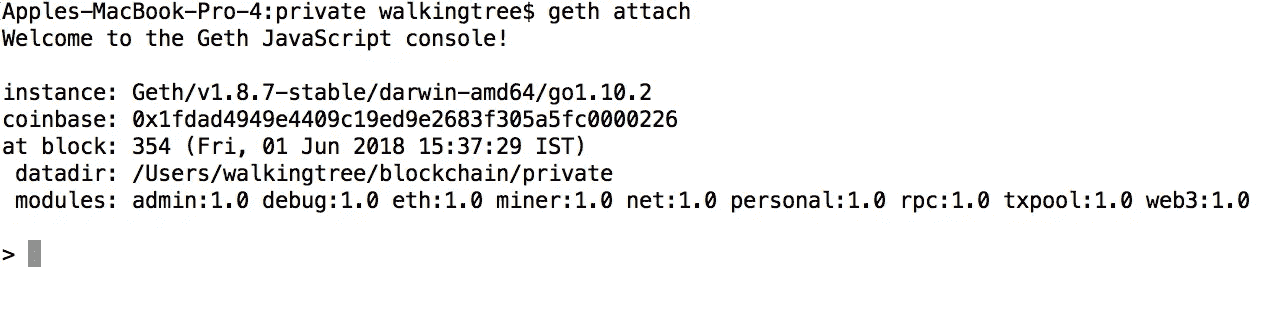 Apples-MacBook-Pro-4:private walkingtree$ geth attach
Welcome to the Geth JavaScript console!
instance: Geth/v1.8.7-stable/darwin-amd64/go1.10.2
coinbase: 0x1fdad4949e4409c19ed9e2683f305a5fc0000226
at block: 354 (Fri, 01 Jun 2018 15:37:29 IST)
datadir: /Users/walkingtree/blockchain/private
modules: admin:1.0 debug:1.0 eth:1.0 miner:1.0 net:1.0 personal:1.0 rpc:1.0 txpool:1.0 web3:1.0
>